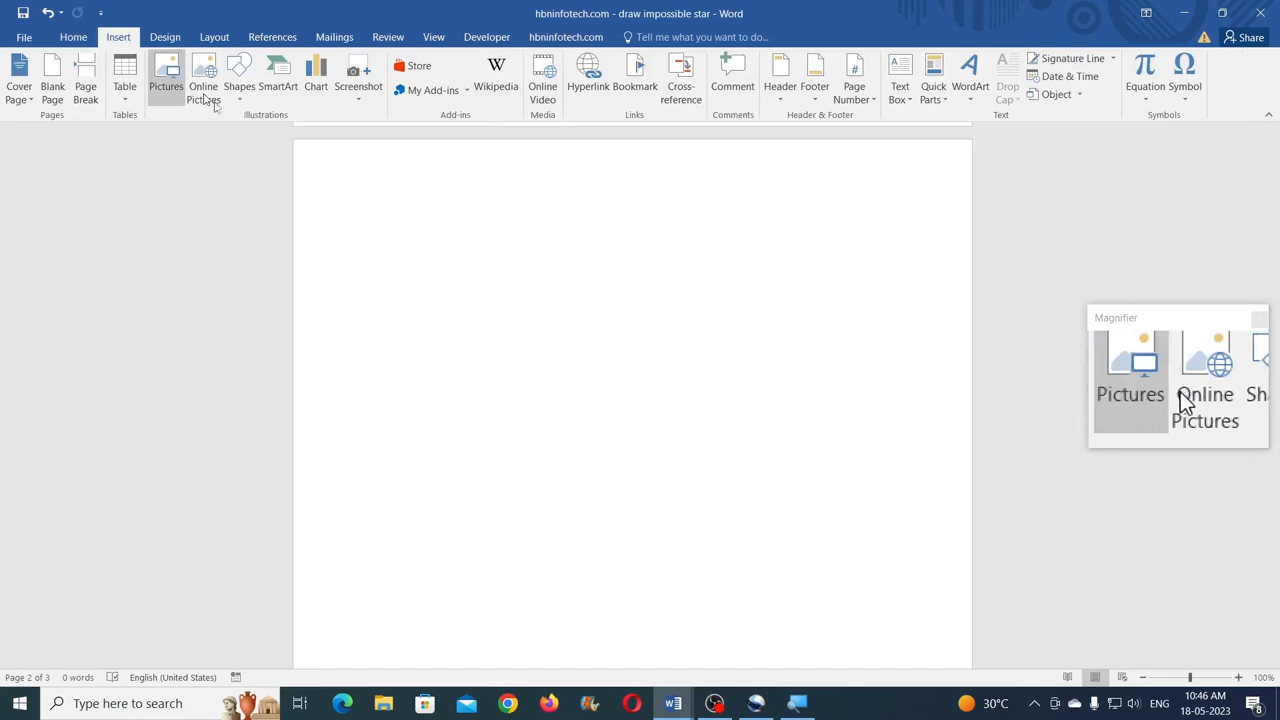 hbninfotech.com - draw impossible star - Word
File Home Insert Design Layout References Mailings Review View Developer hbninfotech.com Tell me what you want to do... Share
Cover Page
Blank Page
Page Break
Pages
Table
Tables
Pictures
Online Pictures
Shapes
SmartArt
Chart
Screenshot
Illustrations
Store
My Add-ins
W
Wikipedia
Add-ins
Online Video
Media
Hyperlink
Bookmark
Cross-reference
Links
Comment
Comments
Header
Footer
#
Page Number
Header & Footer
A
Text Box
Quick Parts
A
WordArt
A
Drop Cap
Signature Line
Date & Time
Object
Text
π
Equation
Ω
Symbol
Symbols
Magnifier
Pictures
Online Pictures
Sha
Page 2 of 3 0 words English (United States) 100%
Type here to search
30°C
ENG
10:46 AM
18-05-2023
8